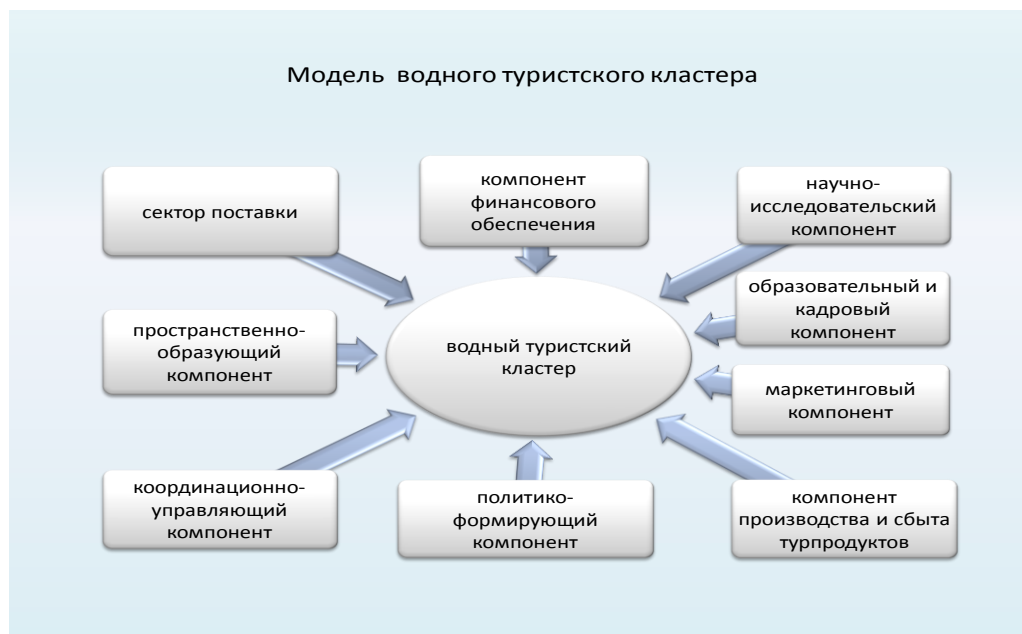 Модель водного туристского кластера
сектор поставки
компонент
финансового
обеспечения
научно-
исследовательский
компонент
образовательный и
кадровый
компонент
пространственно-
образующий
компонент
водный туристский
кластер
маркетинговый
компонент
координационно-
управляющий
компонент
политико-
формирующий
компонент
компонент
производства и сбыта
турпродуктов